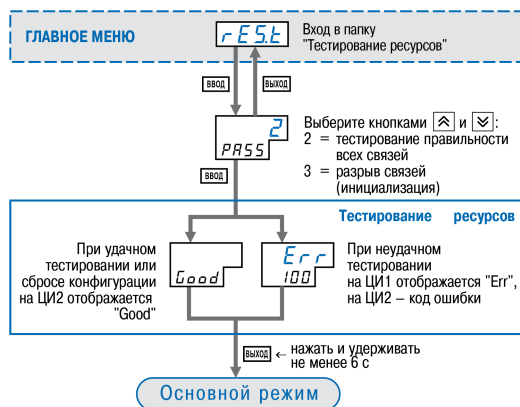 ГЛАВНОЕ МЕНЮ
rES.t
Вход в папку
"Тестирование ресурсов"
ВВОД
ВЫХОД
2
PASS
Выберите кнопками и :
2 = тестирование правильности
всех связей
3 = разрыв связей
(инициализация)
ВВОД
Тестирование ресурсов
При удачном
тестировании или
сбросе конфигурации
на ЦИ2 отображается
"Good"
Good
Err
100
При неудачном
тестировании
на ЦИ1 отображается "Err",
на ЦИ2 – код ошибки
ВЫХОД ← нажать и удерживать
не менее 6 с
Основной режим